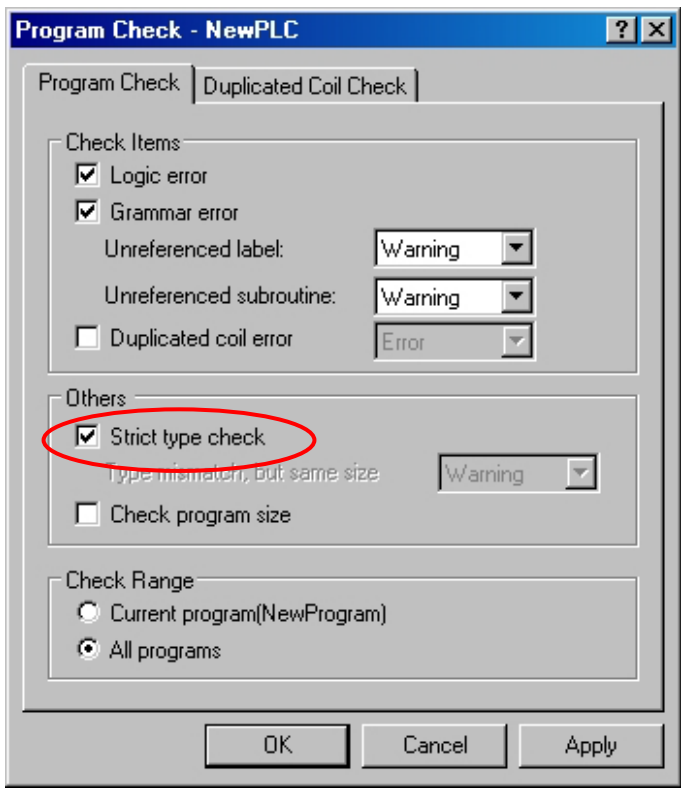 Program Check - NewPLC
Program Check Duplicated Coil Check
Check Items
Logic error
Grammar error
Unreferenced label: Warning
Unreferenced subroutine: Warning
Duplicated coil error Error
Others
Strict type check
Type mismatch, but same size Warning
Check program size
Check Range
Current program(NewProgram)
All programs
OK Cancel Apply